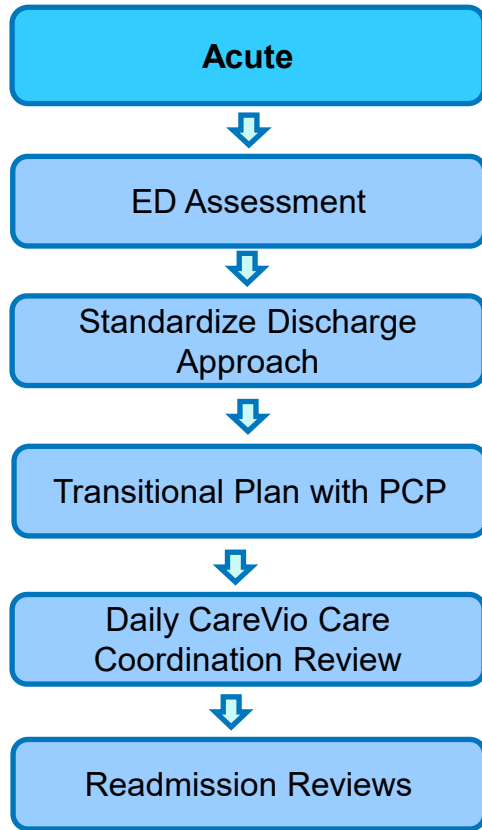 Acute
ED Assessment
Standardize Discharge
Approach
Transitional Plan with PCP
Daily CareVio Care
Coordination Review
Readmission Reviews